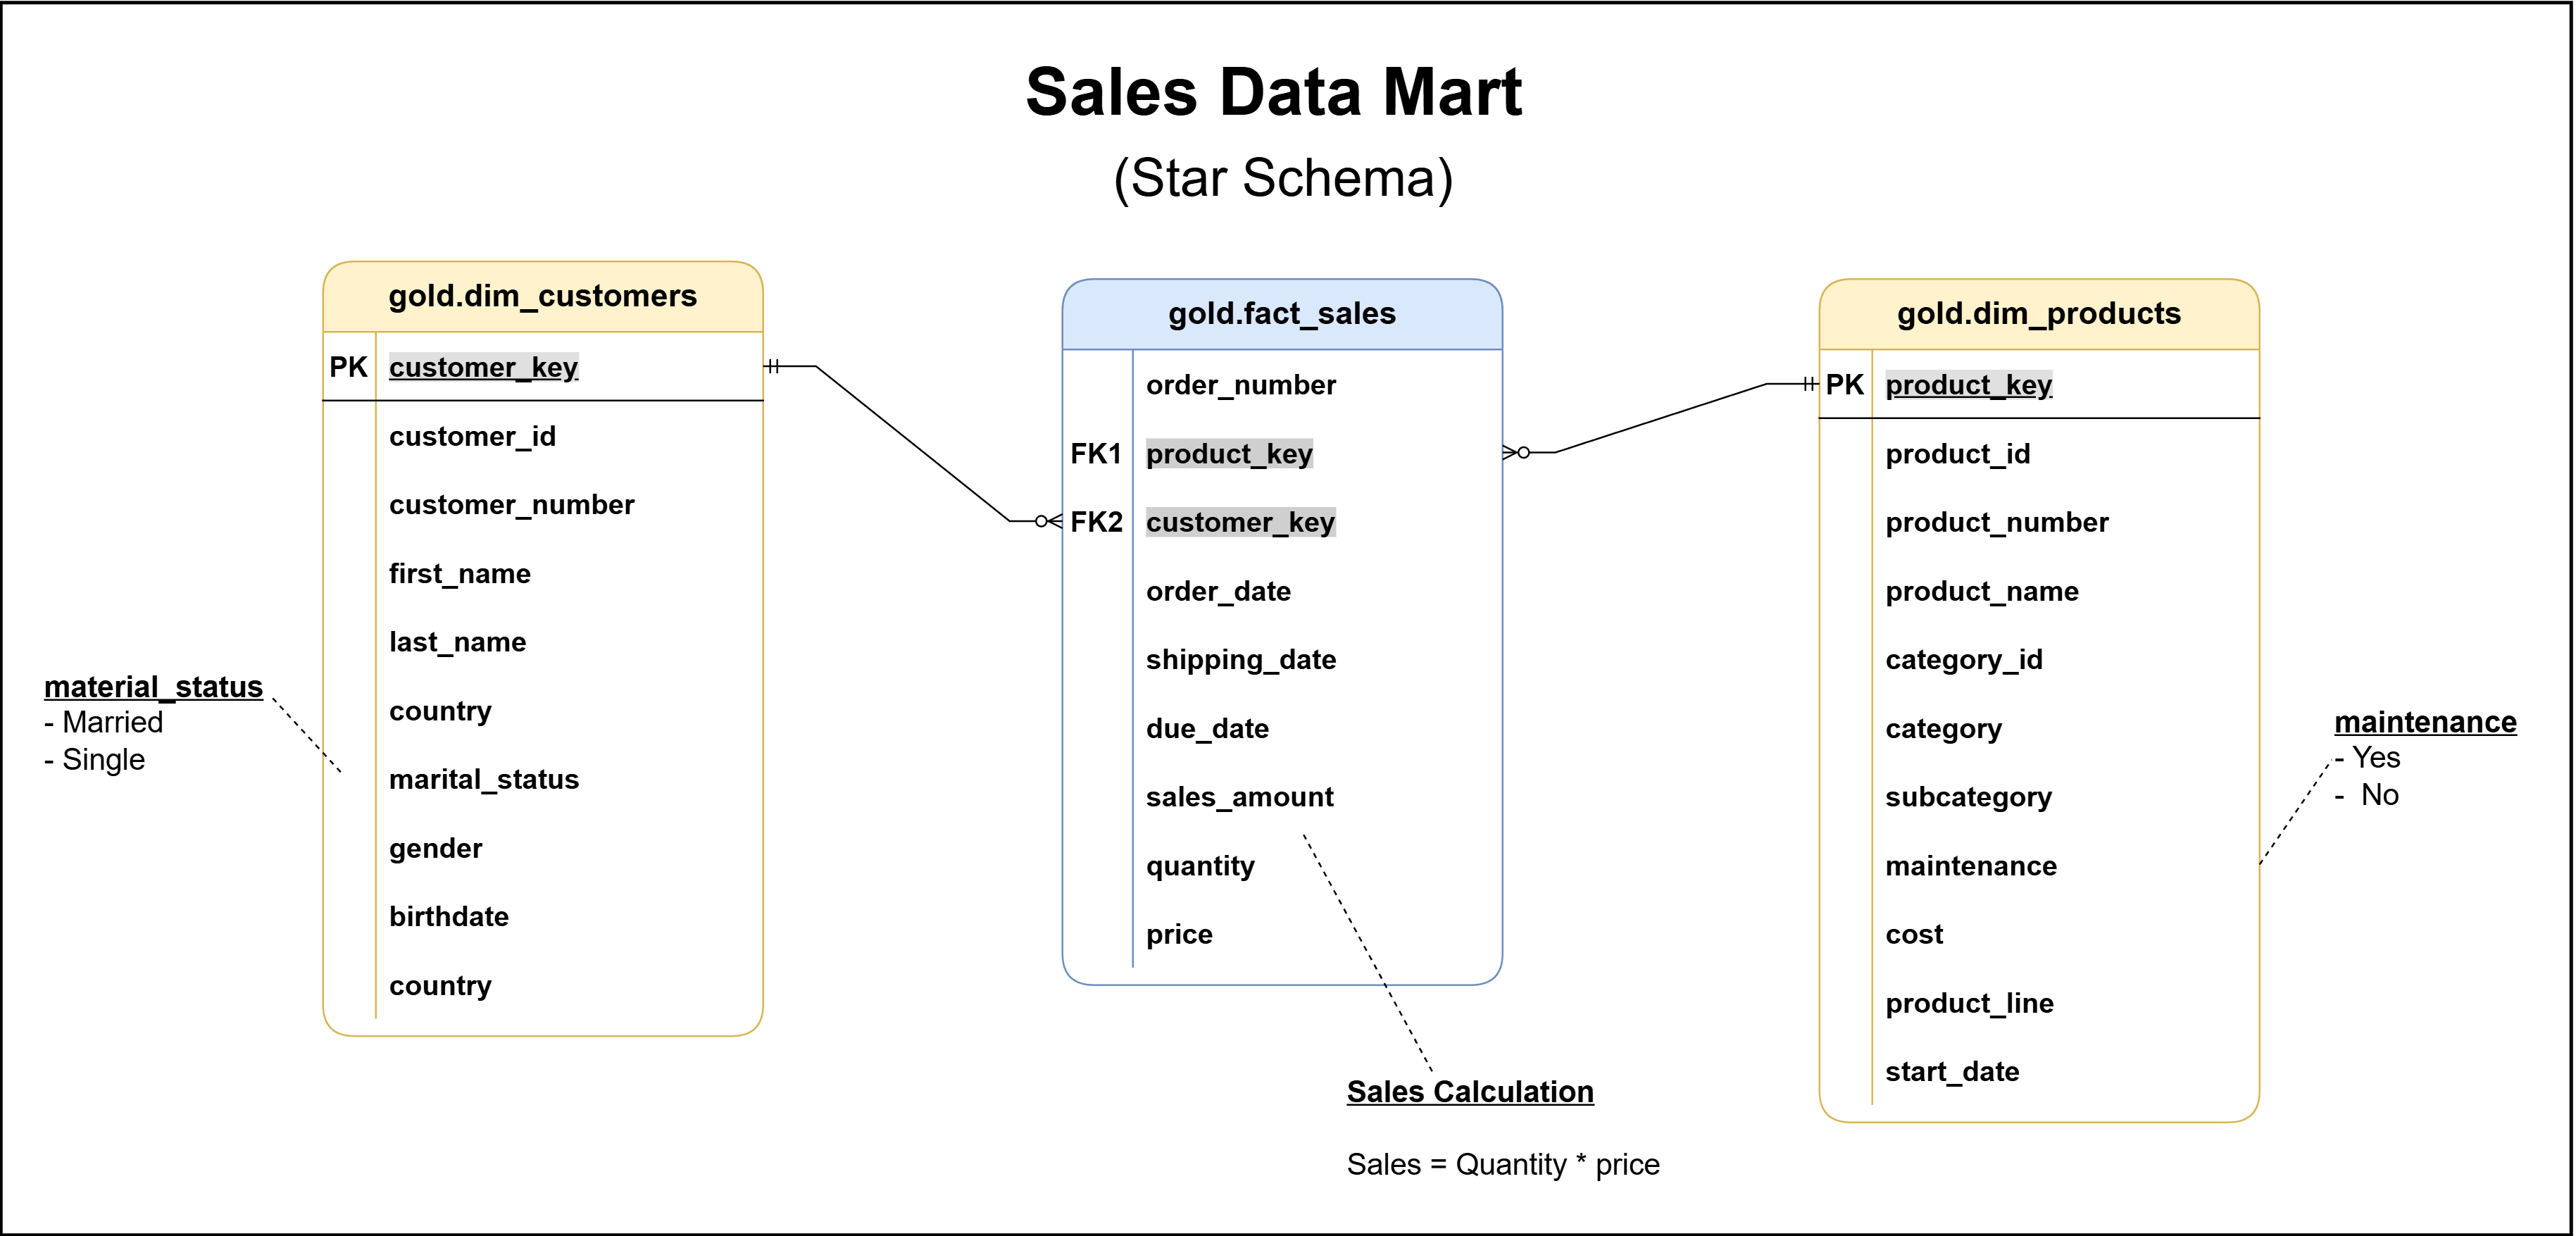 Sales Data Mart
(Star Schema)
gold.dim_customers
PK customer_key
customer_id
customer_number
first_name
last_name
country
marital_status
gender
birthdate
country
material_status
- Married
- Single
gold.fact_sales
order_number
FK1 product_key
FK2 customer_key
order_date
shipping_date
due_date
sales_amount
quantity
price
Sales Calculation
Sales = Quantity * price
gold.dim_products
PK product_key
product_id
product_number
product_name
category_id
category
subcategory
maintenance
cost
product_line
start_date
maintenance
- Yes
-  No